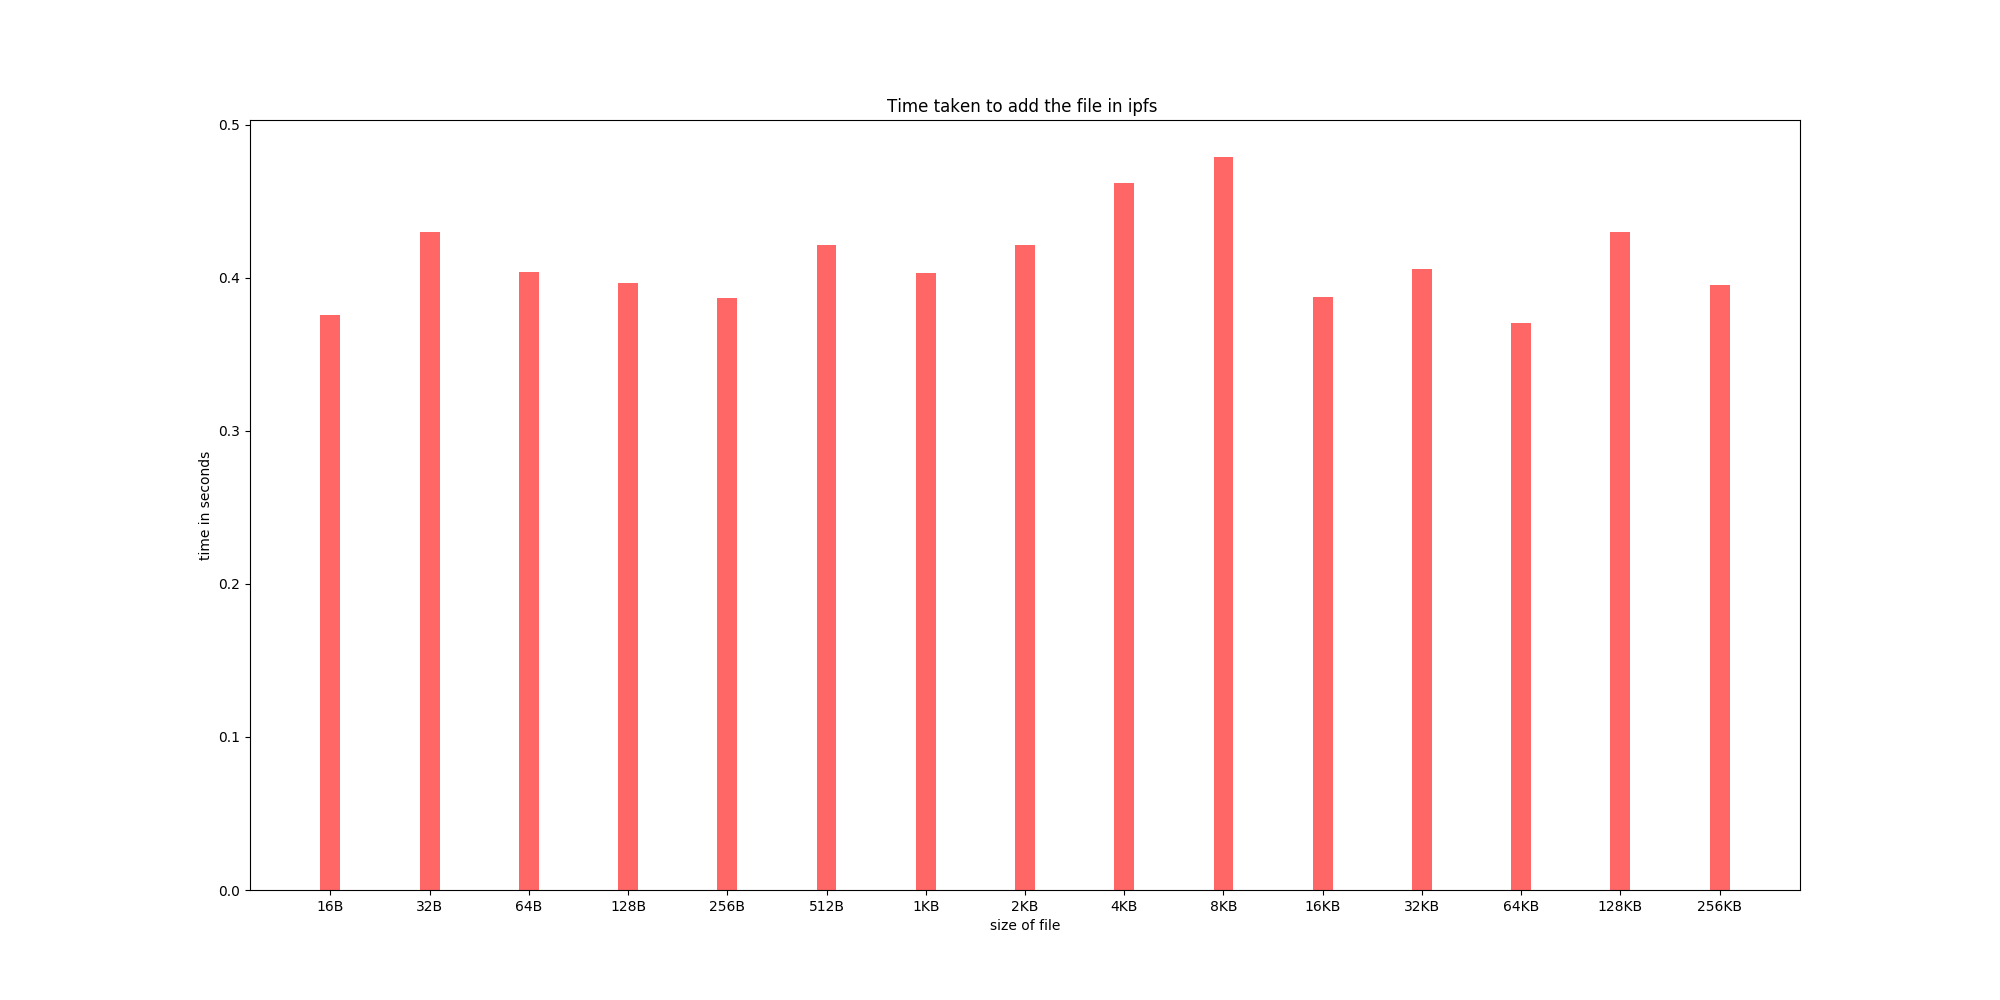 Time taken to add the file in ipfs
0.5
0.4
0.3
0.2
0.1
0.0
time in seconds
16B 32B 64B 128B 256B 512B 1KB 2KB 4KB 8KB 16KB 32KB 64KB 128KB 256KB
size of file